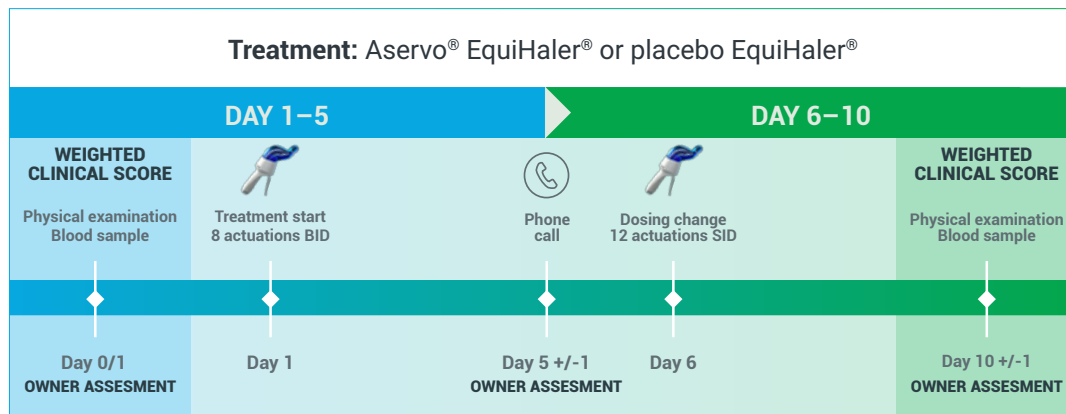 Treatment: Aservo® EquiHaler® or placebo EquiHaler®
DAY 1–5
DAY 6–10
WEIGHTED
CLINICAL SCORE
Physical examination
Blood sample
Treatment start
8 actuations BID
Phone
call
Dosing change
12 actuations SID
WEIGHTED
CLINICAL SCORE
Physical examination
Blood sample
Day 0/1
OWNER ASSESMENT
Day 1
Day 5 +/-1
OWNER ASSESMENT
Day 6
Day 10 +/-1
OWNER ASSESMENT